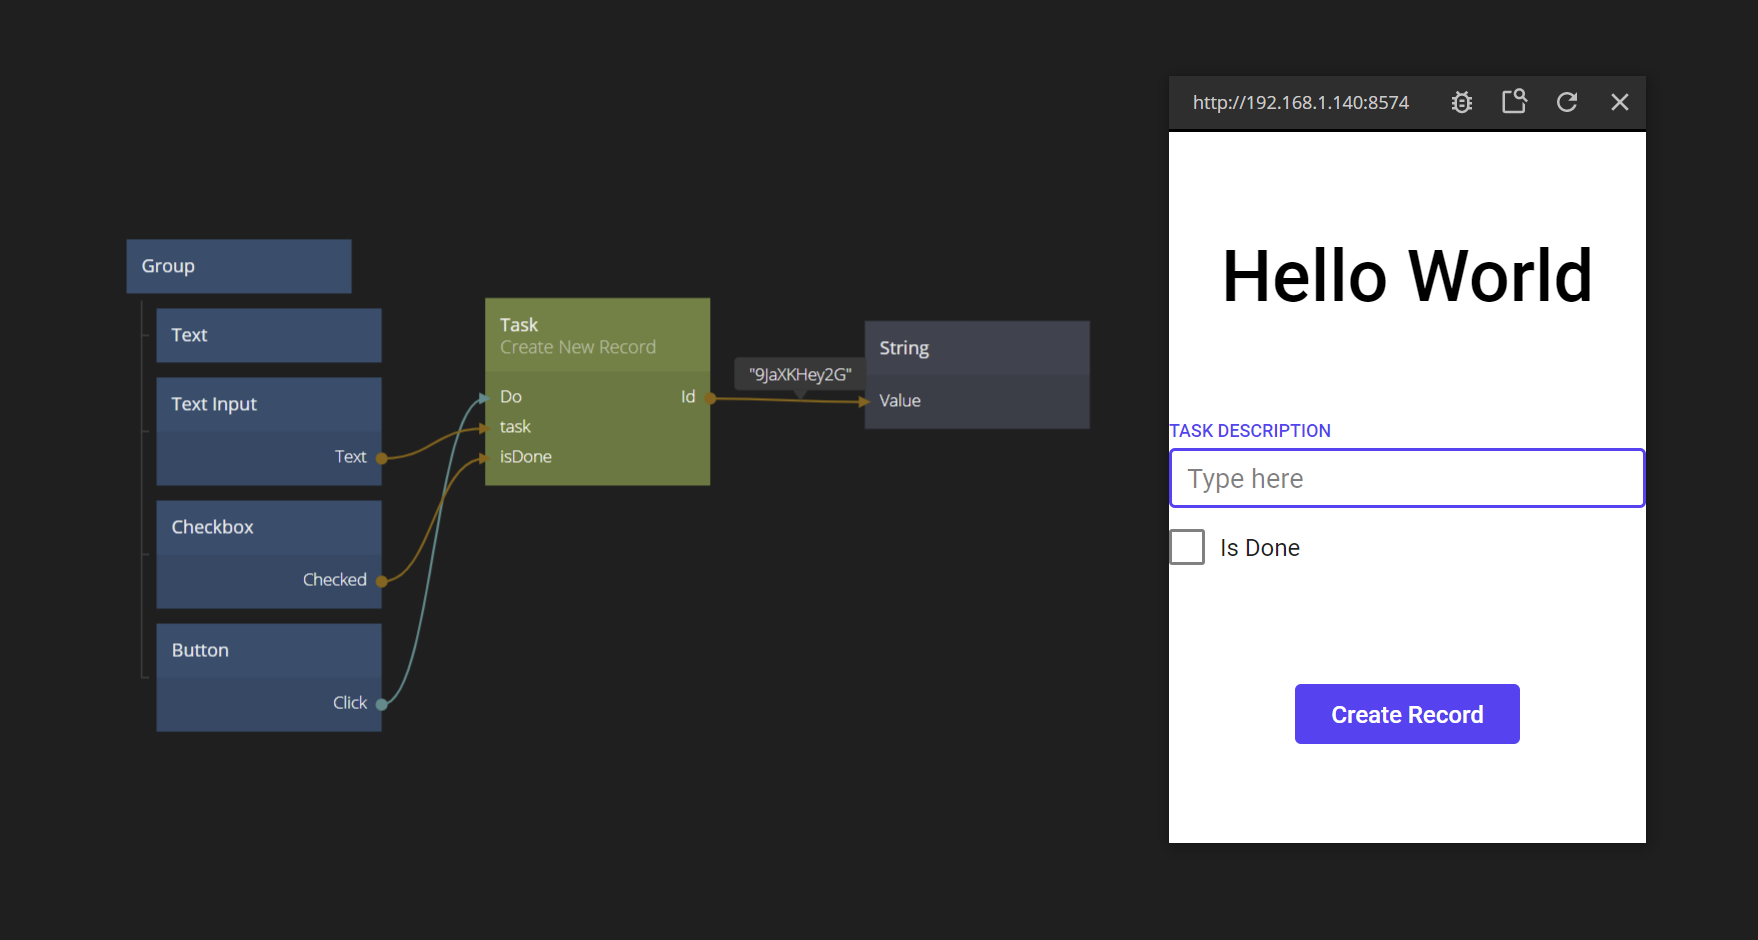 Group
Text
Text Input
Text
Checkbox
Checked
Button
Click
Task
Create New Record
Do
Id
task
isDone
"9JaXKHey2G"
String
Value
http://192.168.1.140:8574
Hello World
TASK DESCRIPTION
Type here
Is Done
Create Record